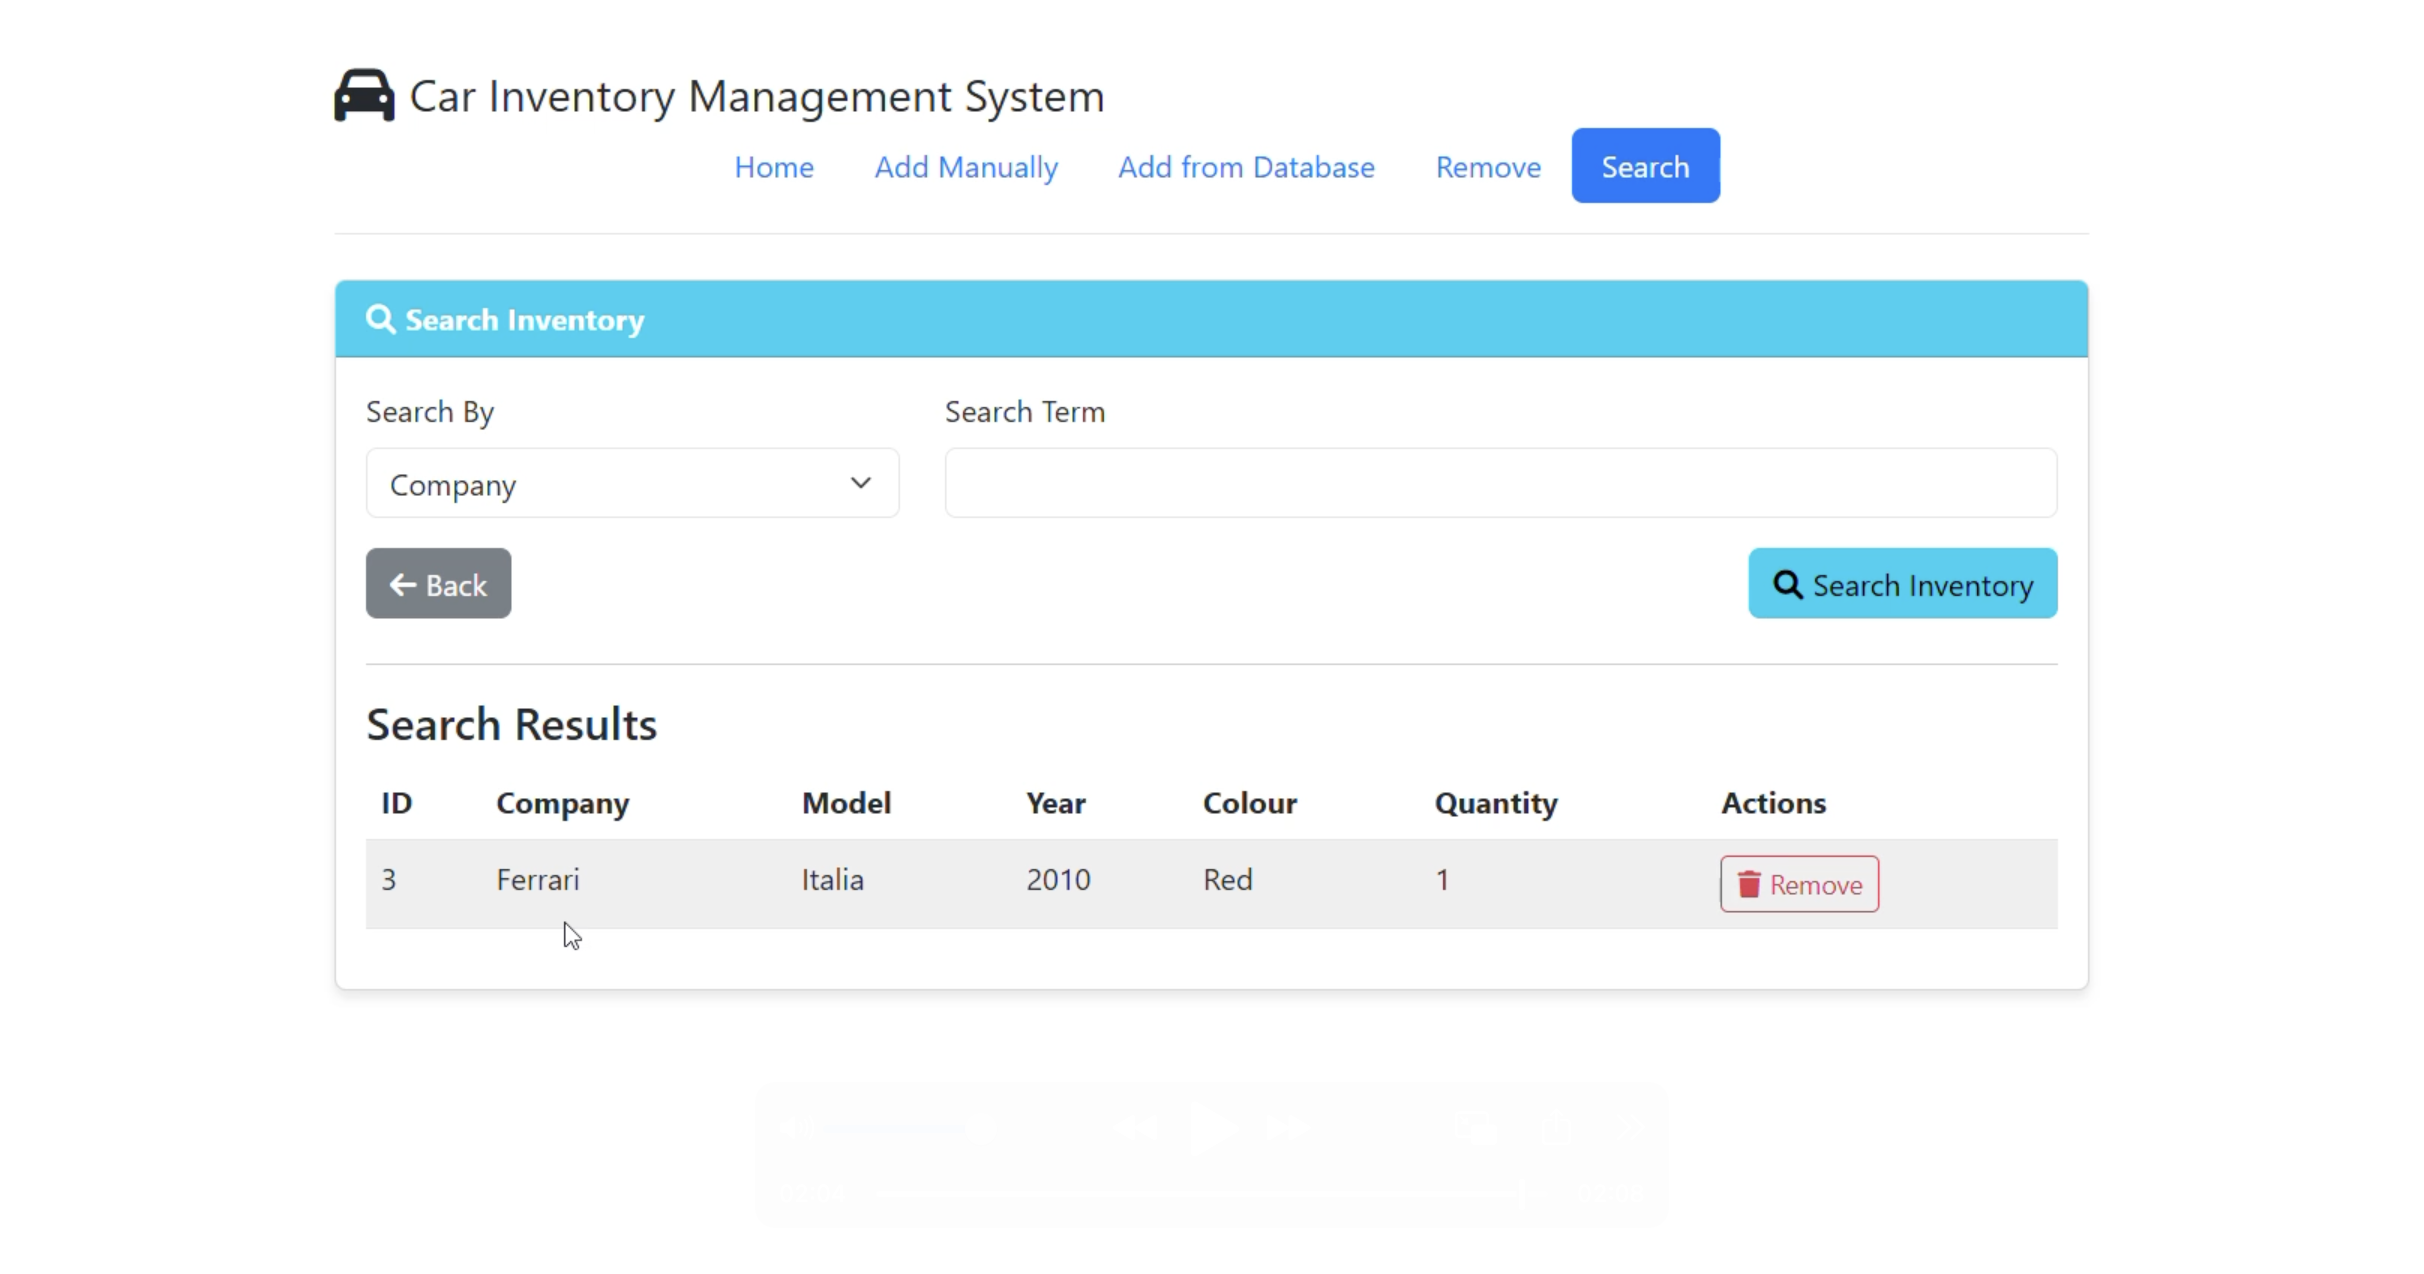 Car Inventory Management System
Home Add Manually Add from Database Remove Search
Search Inventory
Search By Search Term
Company
Back Search Inventory
Search Results
ID Company Model Year Colour Quantity Actions
3 Ferrari Italia 2010 Red 1 Remove